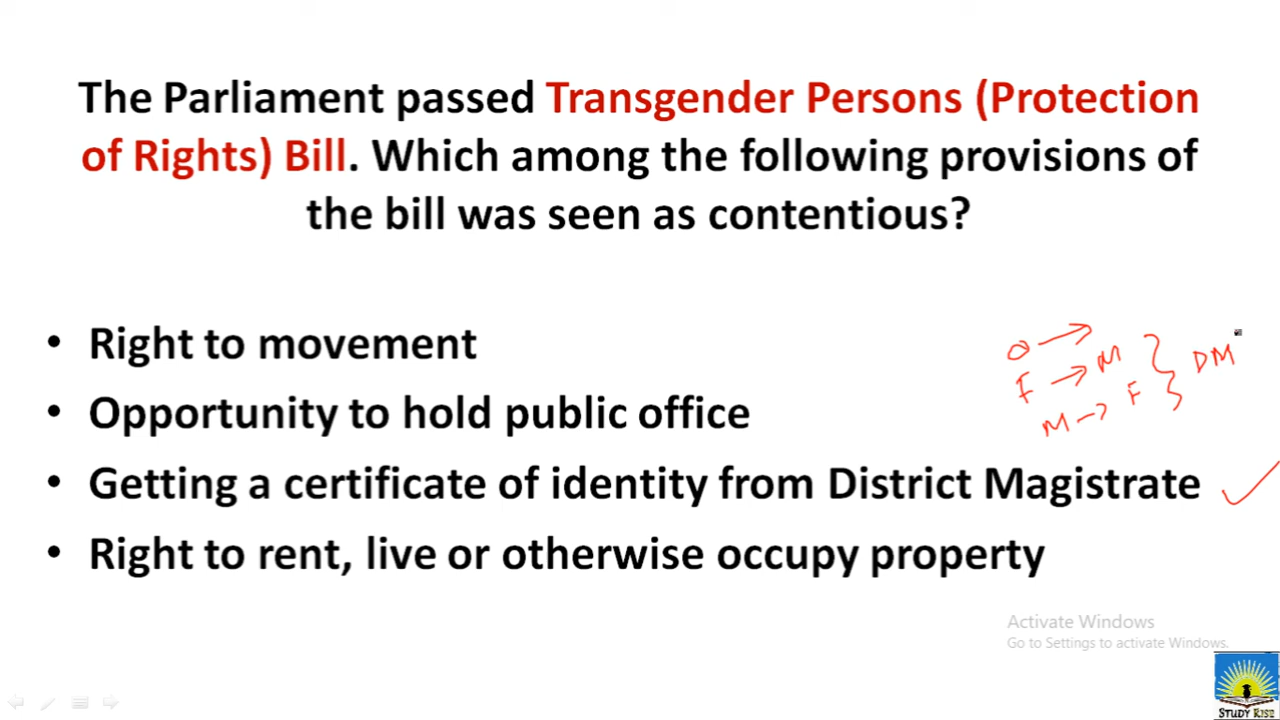 The Parliament passed Transgender Persons (Protection
of Rights) Bill. Which among the following provisions of
the bill was seen as contentious?
• Right to movement
• Opportunity to hold public office
• Getting a certificate of identity from District Magistrate
• Right to rent, live or otherwise occupy property
O →
F → M
M → F
DM
Activate Windows
Go to Settings to activate Windows.
STUDY RISE